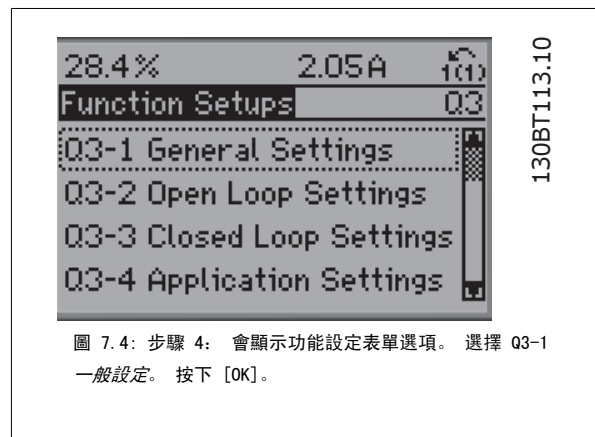 28.4% 2.05A 1(1)
Function Setups Q3
Q3-1 General Settings
Q3-2 Open Loop Settings
Q3-3 Closed Loop Settings
Q3-4 Application Settings
130BT113.10
圖 7.4: 步驟 4: 會顯示功能設定表單選項。 選擇 Q3-1
一般設定。 按下 [OK]。